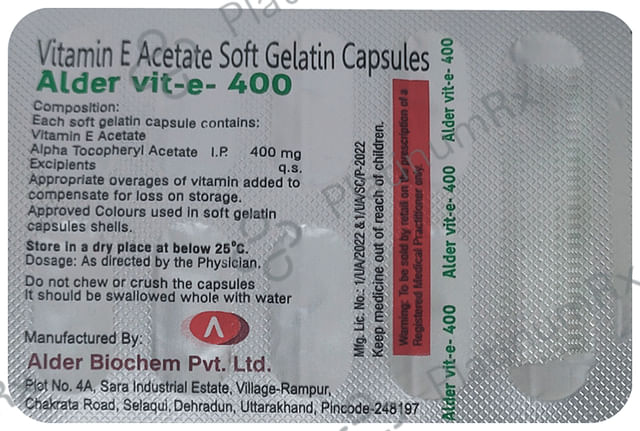 Vitamin E Acetate Soft Gelatin Capsules
Alder vit-e- 400
Composition:
Each soft gelatin capsule contains:
Vitamin E Acetate
Alpha Tocopheryl Acetate I.P. 400 mg
Excipients q.s.
Appropriate overages of vitamin added to
compensate for loss on storage.
Approved Colours used in soft gelatin
capsules shells.
Store in a dry place at below 25°C.
Dosage: As directed by the Physician.
Do not chew or crush the capsules
It should be swallowed whole with water
Manufactured By:
Alder Biochem Pvt. Ltd.
Plot No. 4A, Sara Industrial Estate, Village-Rampur,
Chakrata Road, Selaqui, Dehradun, Uttarakhand, Pincode-248197
Mfg. Lic. No.: 1/UA/2022 & 1/UA/SC/P-2022
Keep medicine out of reach of children.
Warning: To be sold by retail on the prescription of a
Registered Medical Practitioner only.
Alder vit-e- 400
Alder vit-e- 400
Alder vit-e- 400